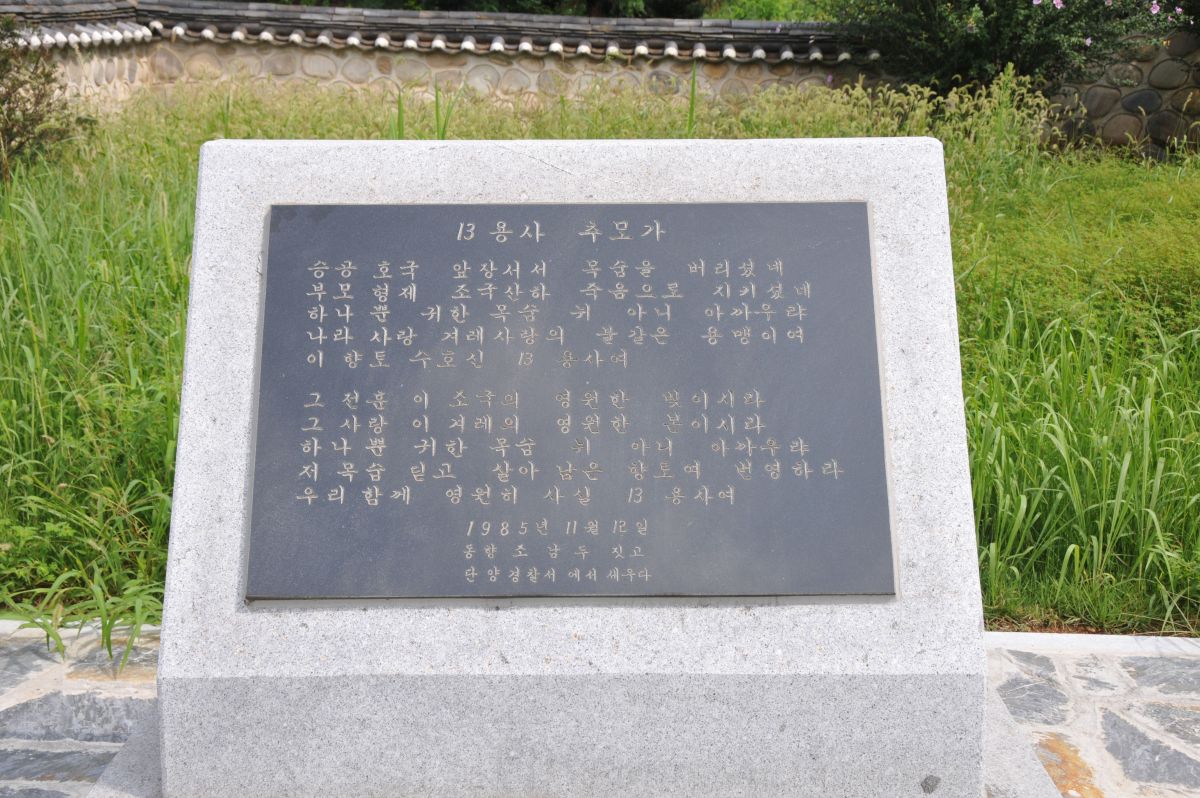 13 용사 추모가
승공 호국 앞장서서 목숨을 버리셨네
부모 형제 조국산하 죽음으로 지키셨네
하나뿐 귀한 목숨 뉘 아니 아까우랴
나라 사랑 겨레사랑의 불같은 용맹이여
이 향토 수호신 13 용사여
그 전훈 이 조국의 영원한 빛이시라
그 사랑 이 겨레의 영원한 분이시라
하나뿐 귀한 목숨 뉘 아니 아까우랴
저 목숨 딛고 살아 남은 향토여 번영하라
우리 함께 영원히 사실 13 용사여
1985년 11월 12일
동향 조남두 짓고
단양경찰서에서 세우다